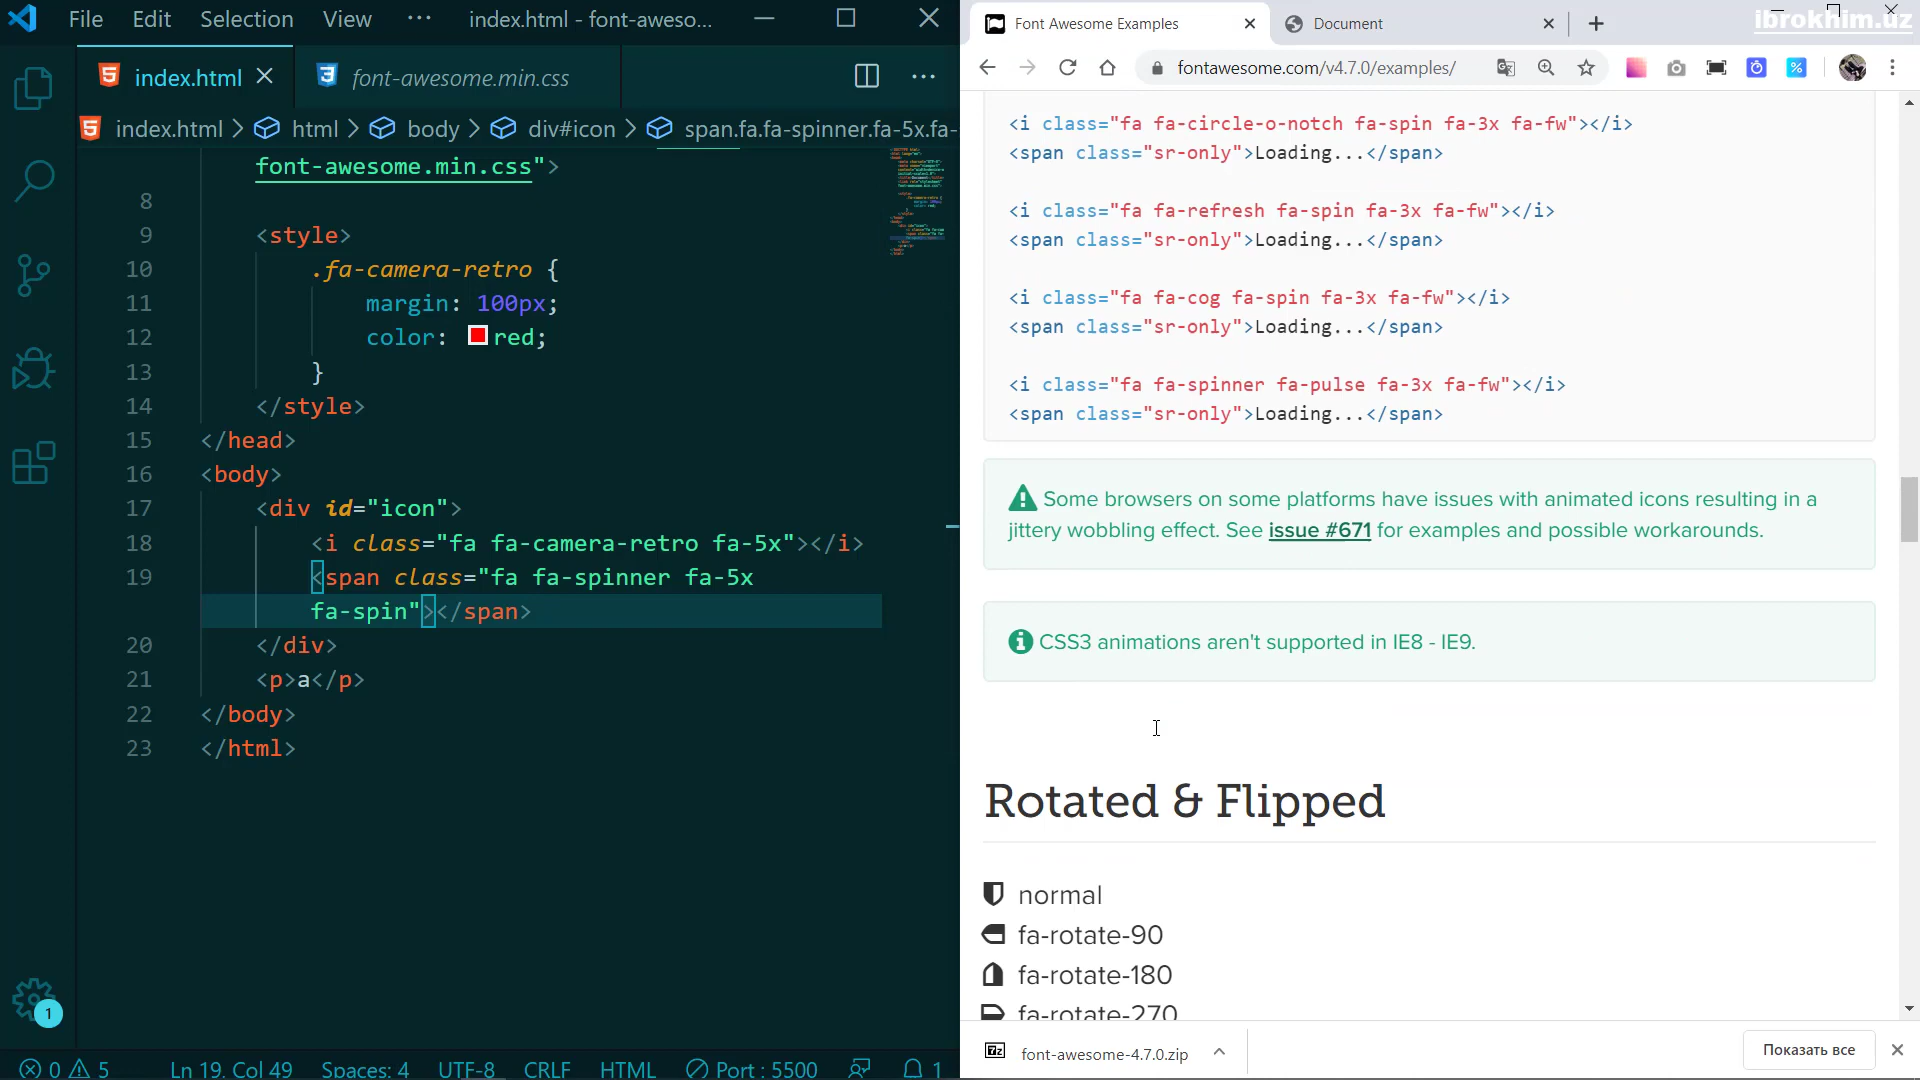 File Edit Selection View ··· index.html - font-aweso...
index.html
font-awesome.min.css
index.html > html > body > div#icon > span.fa.fa-spinner.fa-5x.fa-
font-awesome.min.css">
8
9 <style>
10 .fa-camera-retro {
11 margin: 100px;
12 color: red;
13 }
14 </style>
15 </head>
16 <body>
17 <div id="icon">
18 <i class="fa fa-camera-retro fa-5x"></i>
19 <span class="fa fa-spinner fa-5x
fa-spin"></span>
20 </div>
21 <p>a</p>
22 </body>
23 </html>
1
0 5 Ln 19, Col 49 Spaces: 4 UTF-8 CRLF HTML Port : 5500 1
Font Awesome Examples
Document
ibrokhim.uz
fontawesome.com/v4.7.0/examples/
<i class="fa fa-circle-o-notch fa-spin fa-3x fa-fw"></i>
<span class="sr-only">Loading...</span>
<i class="fa fa-refresh fa-spin fa-3x fa-fw"></i>
<span class="sr-only">Loading...</span>
<i class="fa fa-cog fa-spin fa-3x fa-fw"></i>
<span class="sr-only">Loading...</span>
<i class="fa fa-spinner fa-pulse fa-3x fa-fw"></i>
<span class="sr-only">Loading...</span>
Some browsers on some platforms have issues with animated icons resulting in a
jittery wobbling effect. See issue #671 for examples and possible workarounds.
CSS3 animations aren't supported in IE8 - IE9.
Rotated & Flipped
normal
fa-rotate-90
fa-rotate-180
fa-rotate-270
7z font-awesome-4.7.0.zip
Показать все